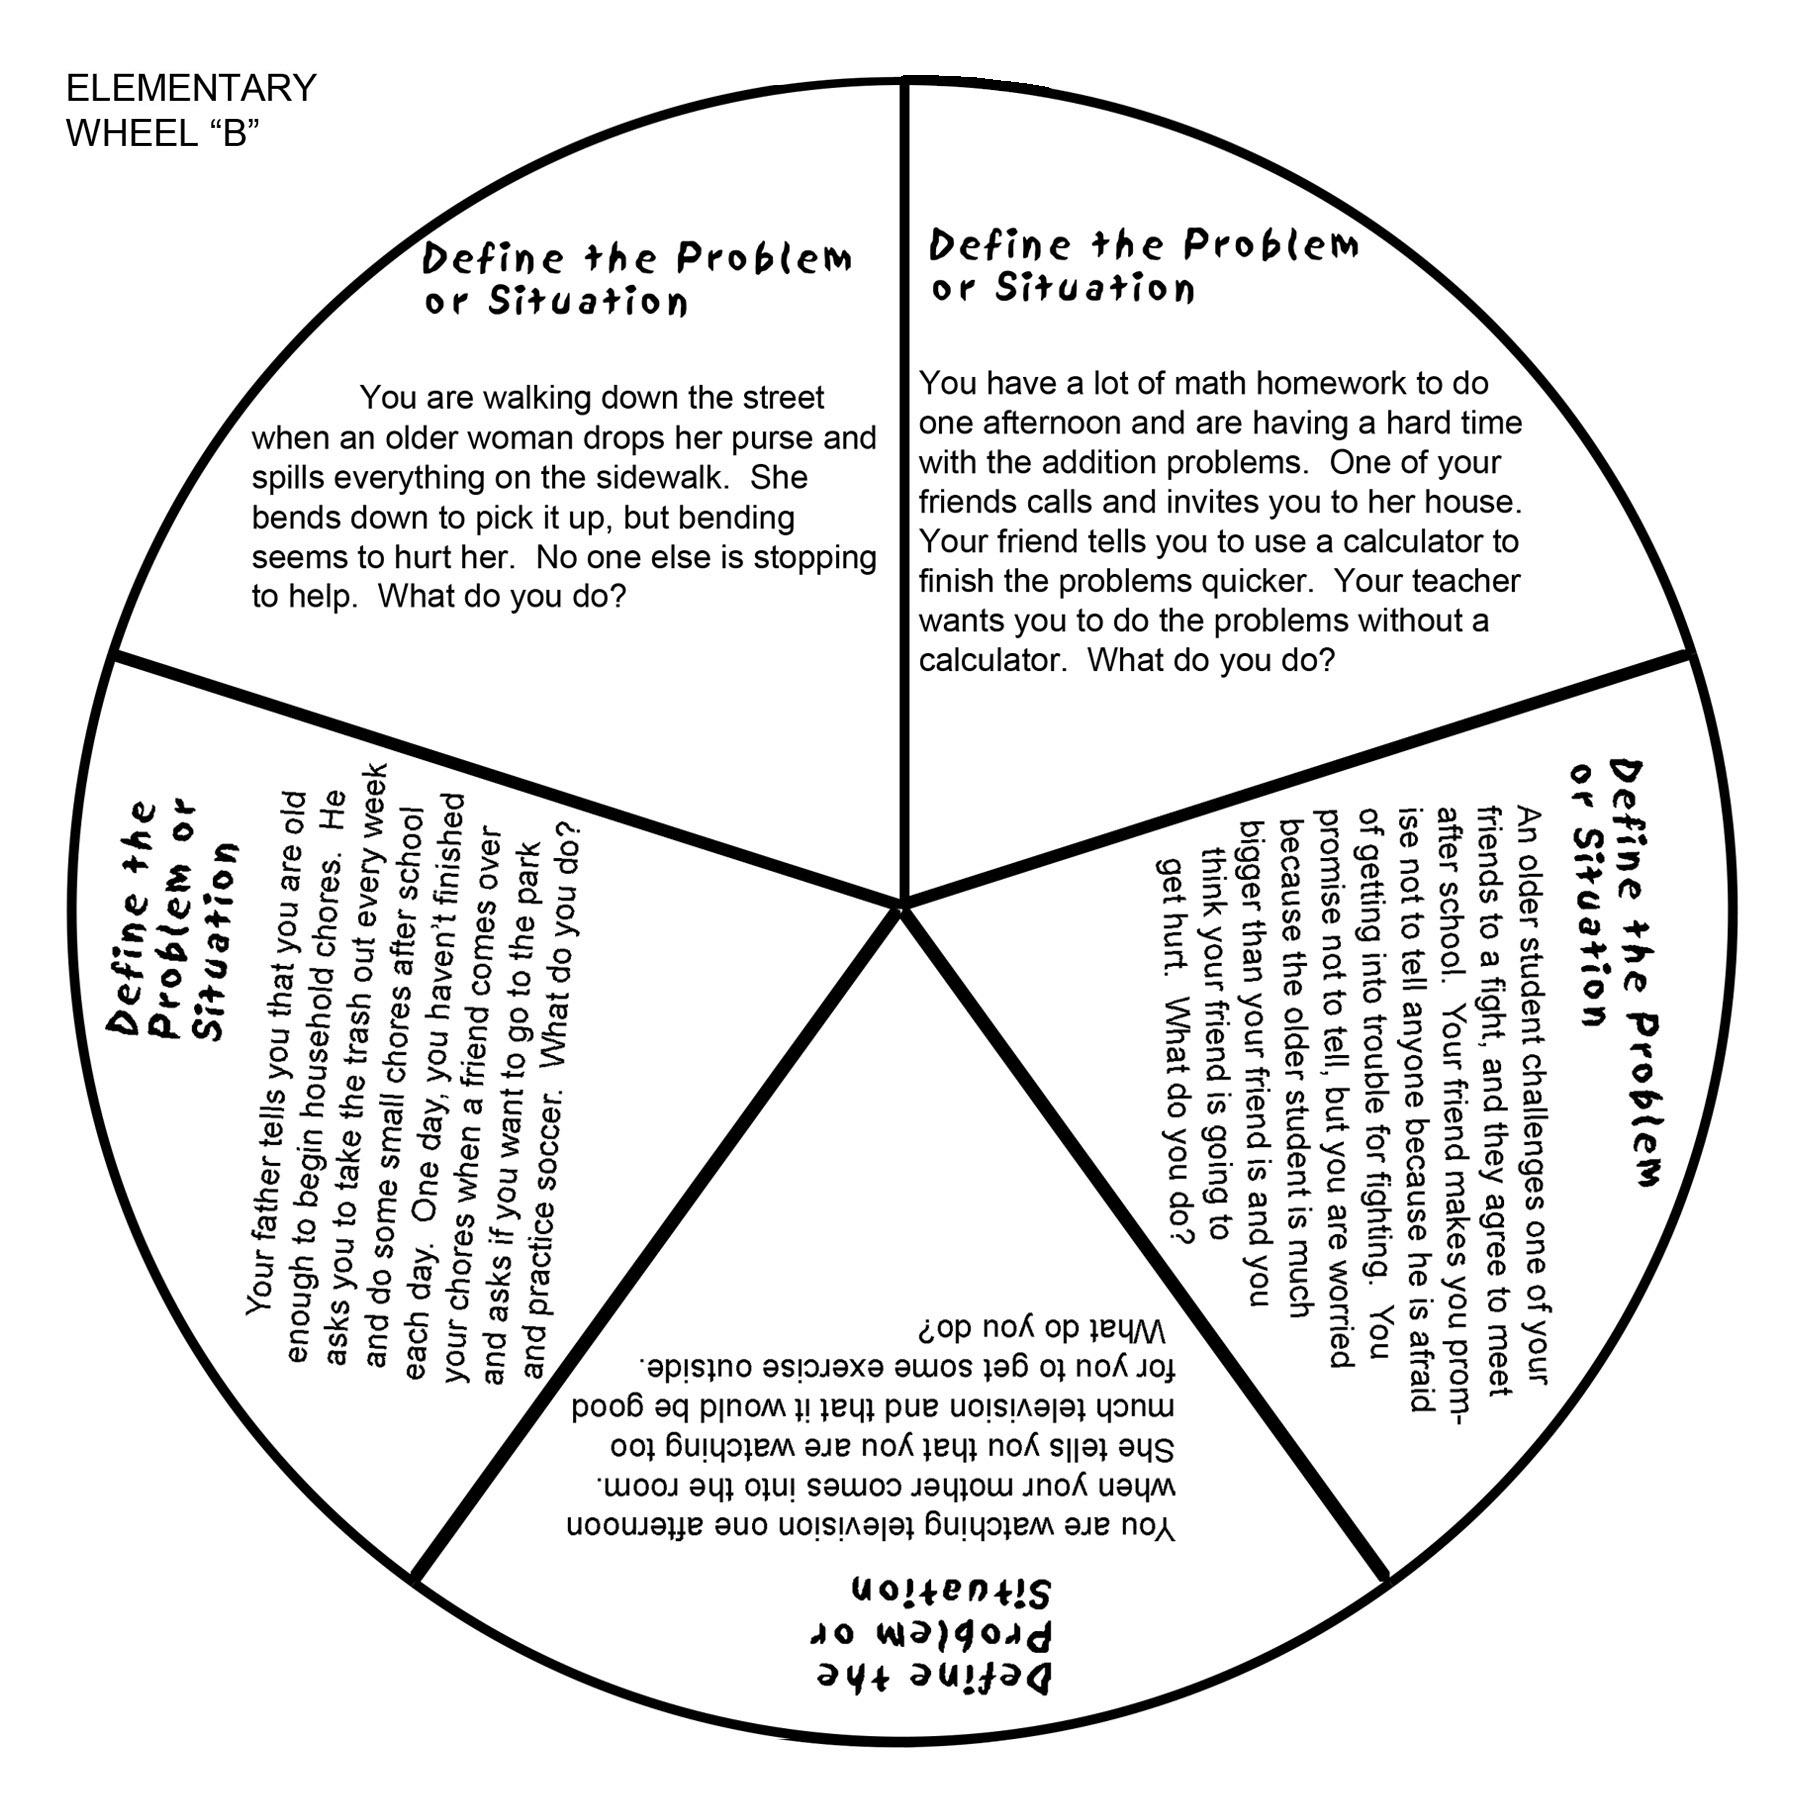 ELEMENTARY
WHEEL “B”
Define the Problem
or Situation
You are walking down the street
when an older woman drops her purse and
spills everything on the sidewalk.  She
bends down to pick it up, but bending
seems to hurt her.  No one else is stopping
to help.  What do you do?
Define the Problem
or Situation
You have a lot of math homework to do
one afternoon and are having a hard time
with the addition problems.  One of your
friends calls and invites you to her house.
Your friend tells you to use a calculator to
finish the problems quicker.  Your teacher
wants you to do the problems without a
calculator.  What do you do?
Define the Problem
or Situation
An older student challenges one of your
friends to a fight, and they agree to meet
after school.  Your friend makes you prom-
ise not to tell anyone because he is afraid
of getting into trouble for fighting.  You
promise not to tell, but you are worried
because the older student is much
bigger than your friend is and you
think your friend is going to
get hurt.  What do you do?
Define the
Problem or
Situation
You are watching television one afternoon
when your mother comes into the room.
She tells you that you are watching too
much television and that it would be good
for you to get some exercise outside.
What do you do?
Define the
Problem or
Situation
Your father tells you that you are old
enough to begin household chores.  He
asks you to take the trash out every week
and do some small chores after school
each day.  One day, you haven’t finished
your chores when a friend comes over
and asks if you want to go to the park
and practice soccer.  What do you do?